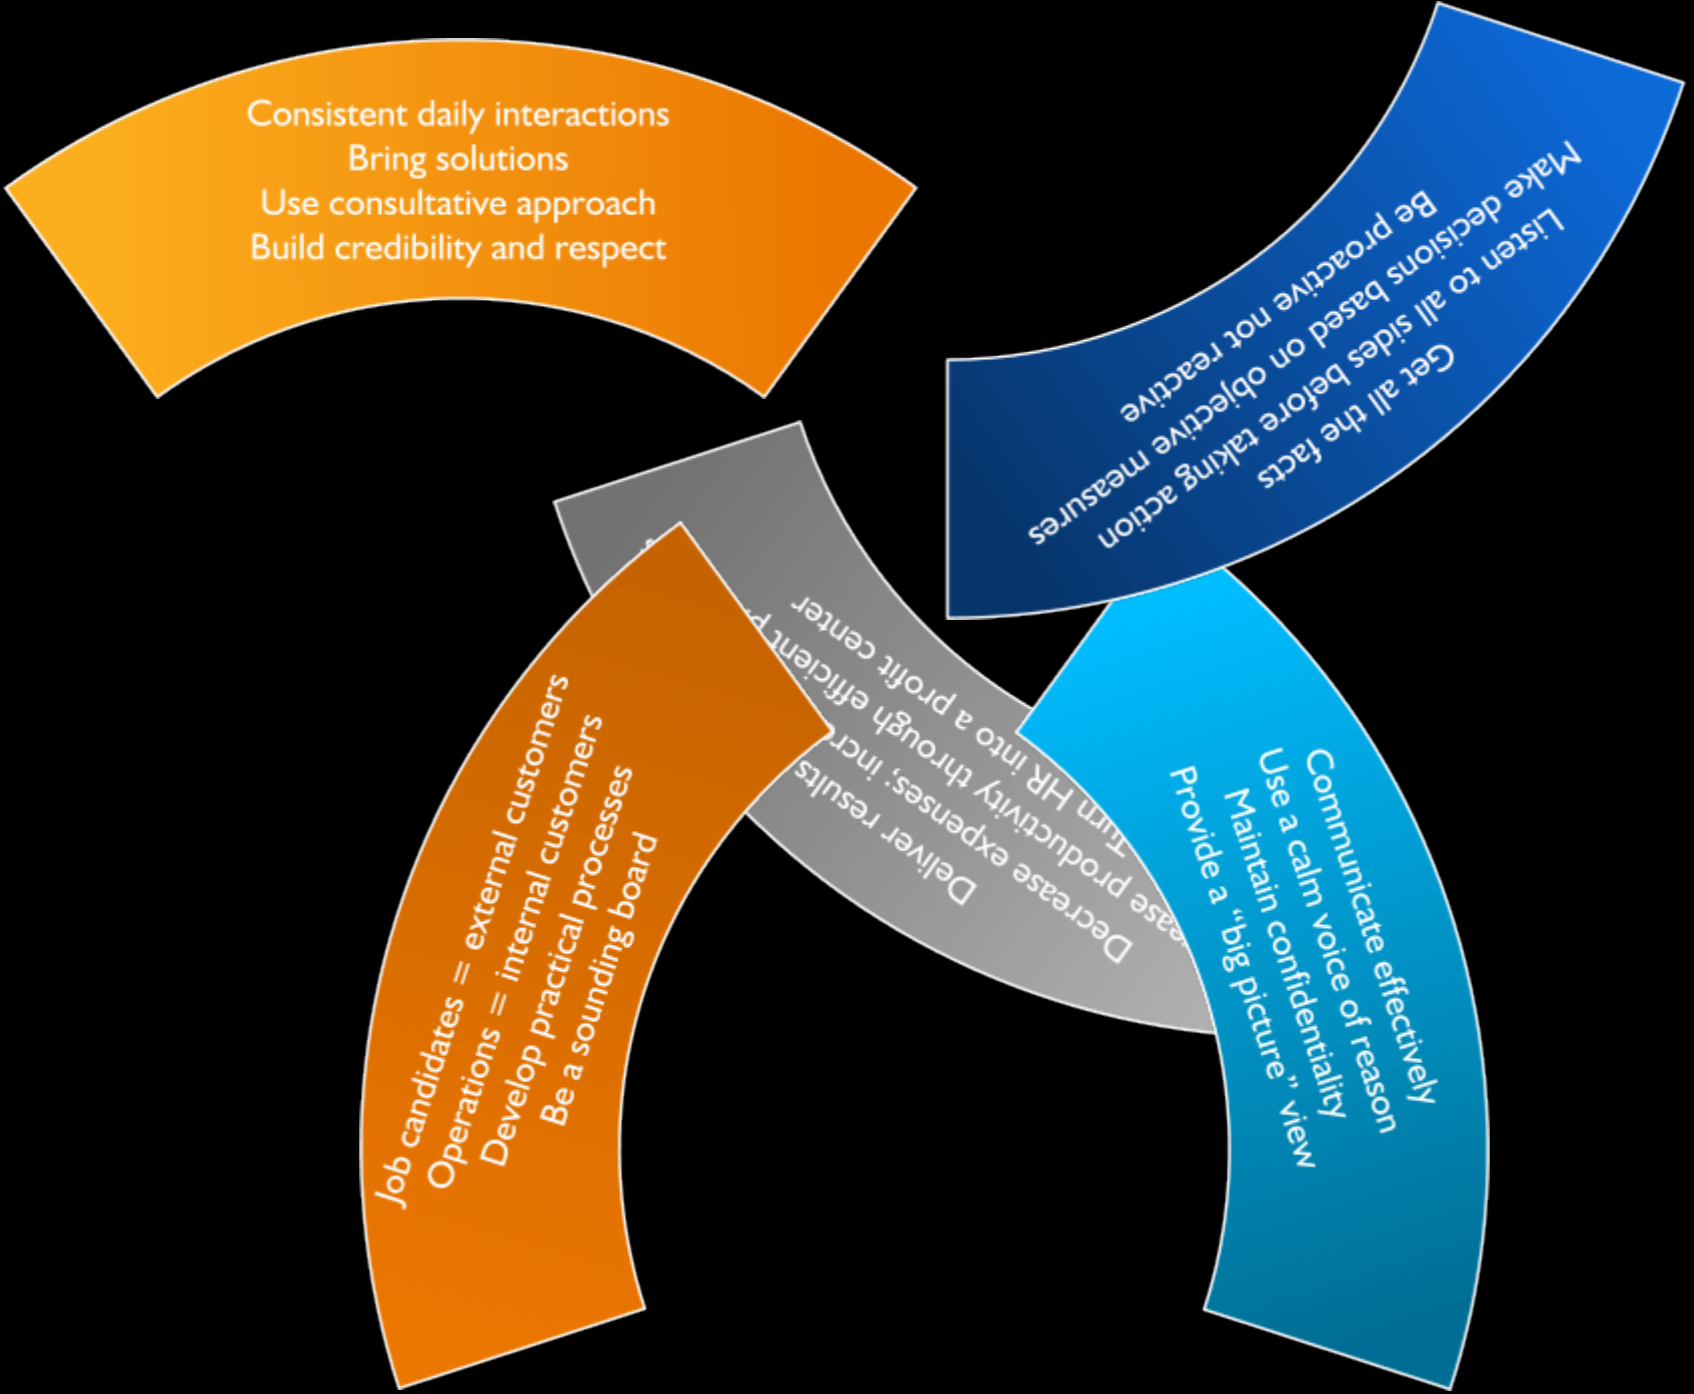 Consistent daily interactions
Bring solutions
Use consultative approach
Build credibility and respect
Get all the facts
Listen to all sides before taking action
Make decisions based on objective measures
Be proactive not reactive
Communicate effectively
Use a calm voice of reason
Maintain confidentiality
Provide a “big picture” view
Deliver results
Decrease expenses;
productivity through efficient
Turn HR into a profit center
Job candidates = external customers
Operations = internal customers
Develop practical processes
Be a sounding board